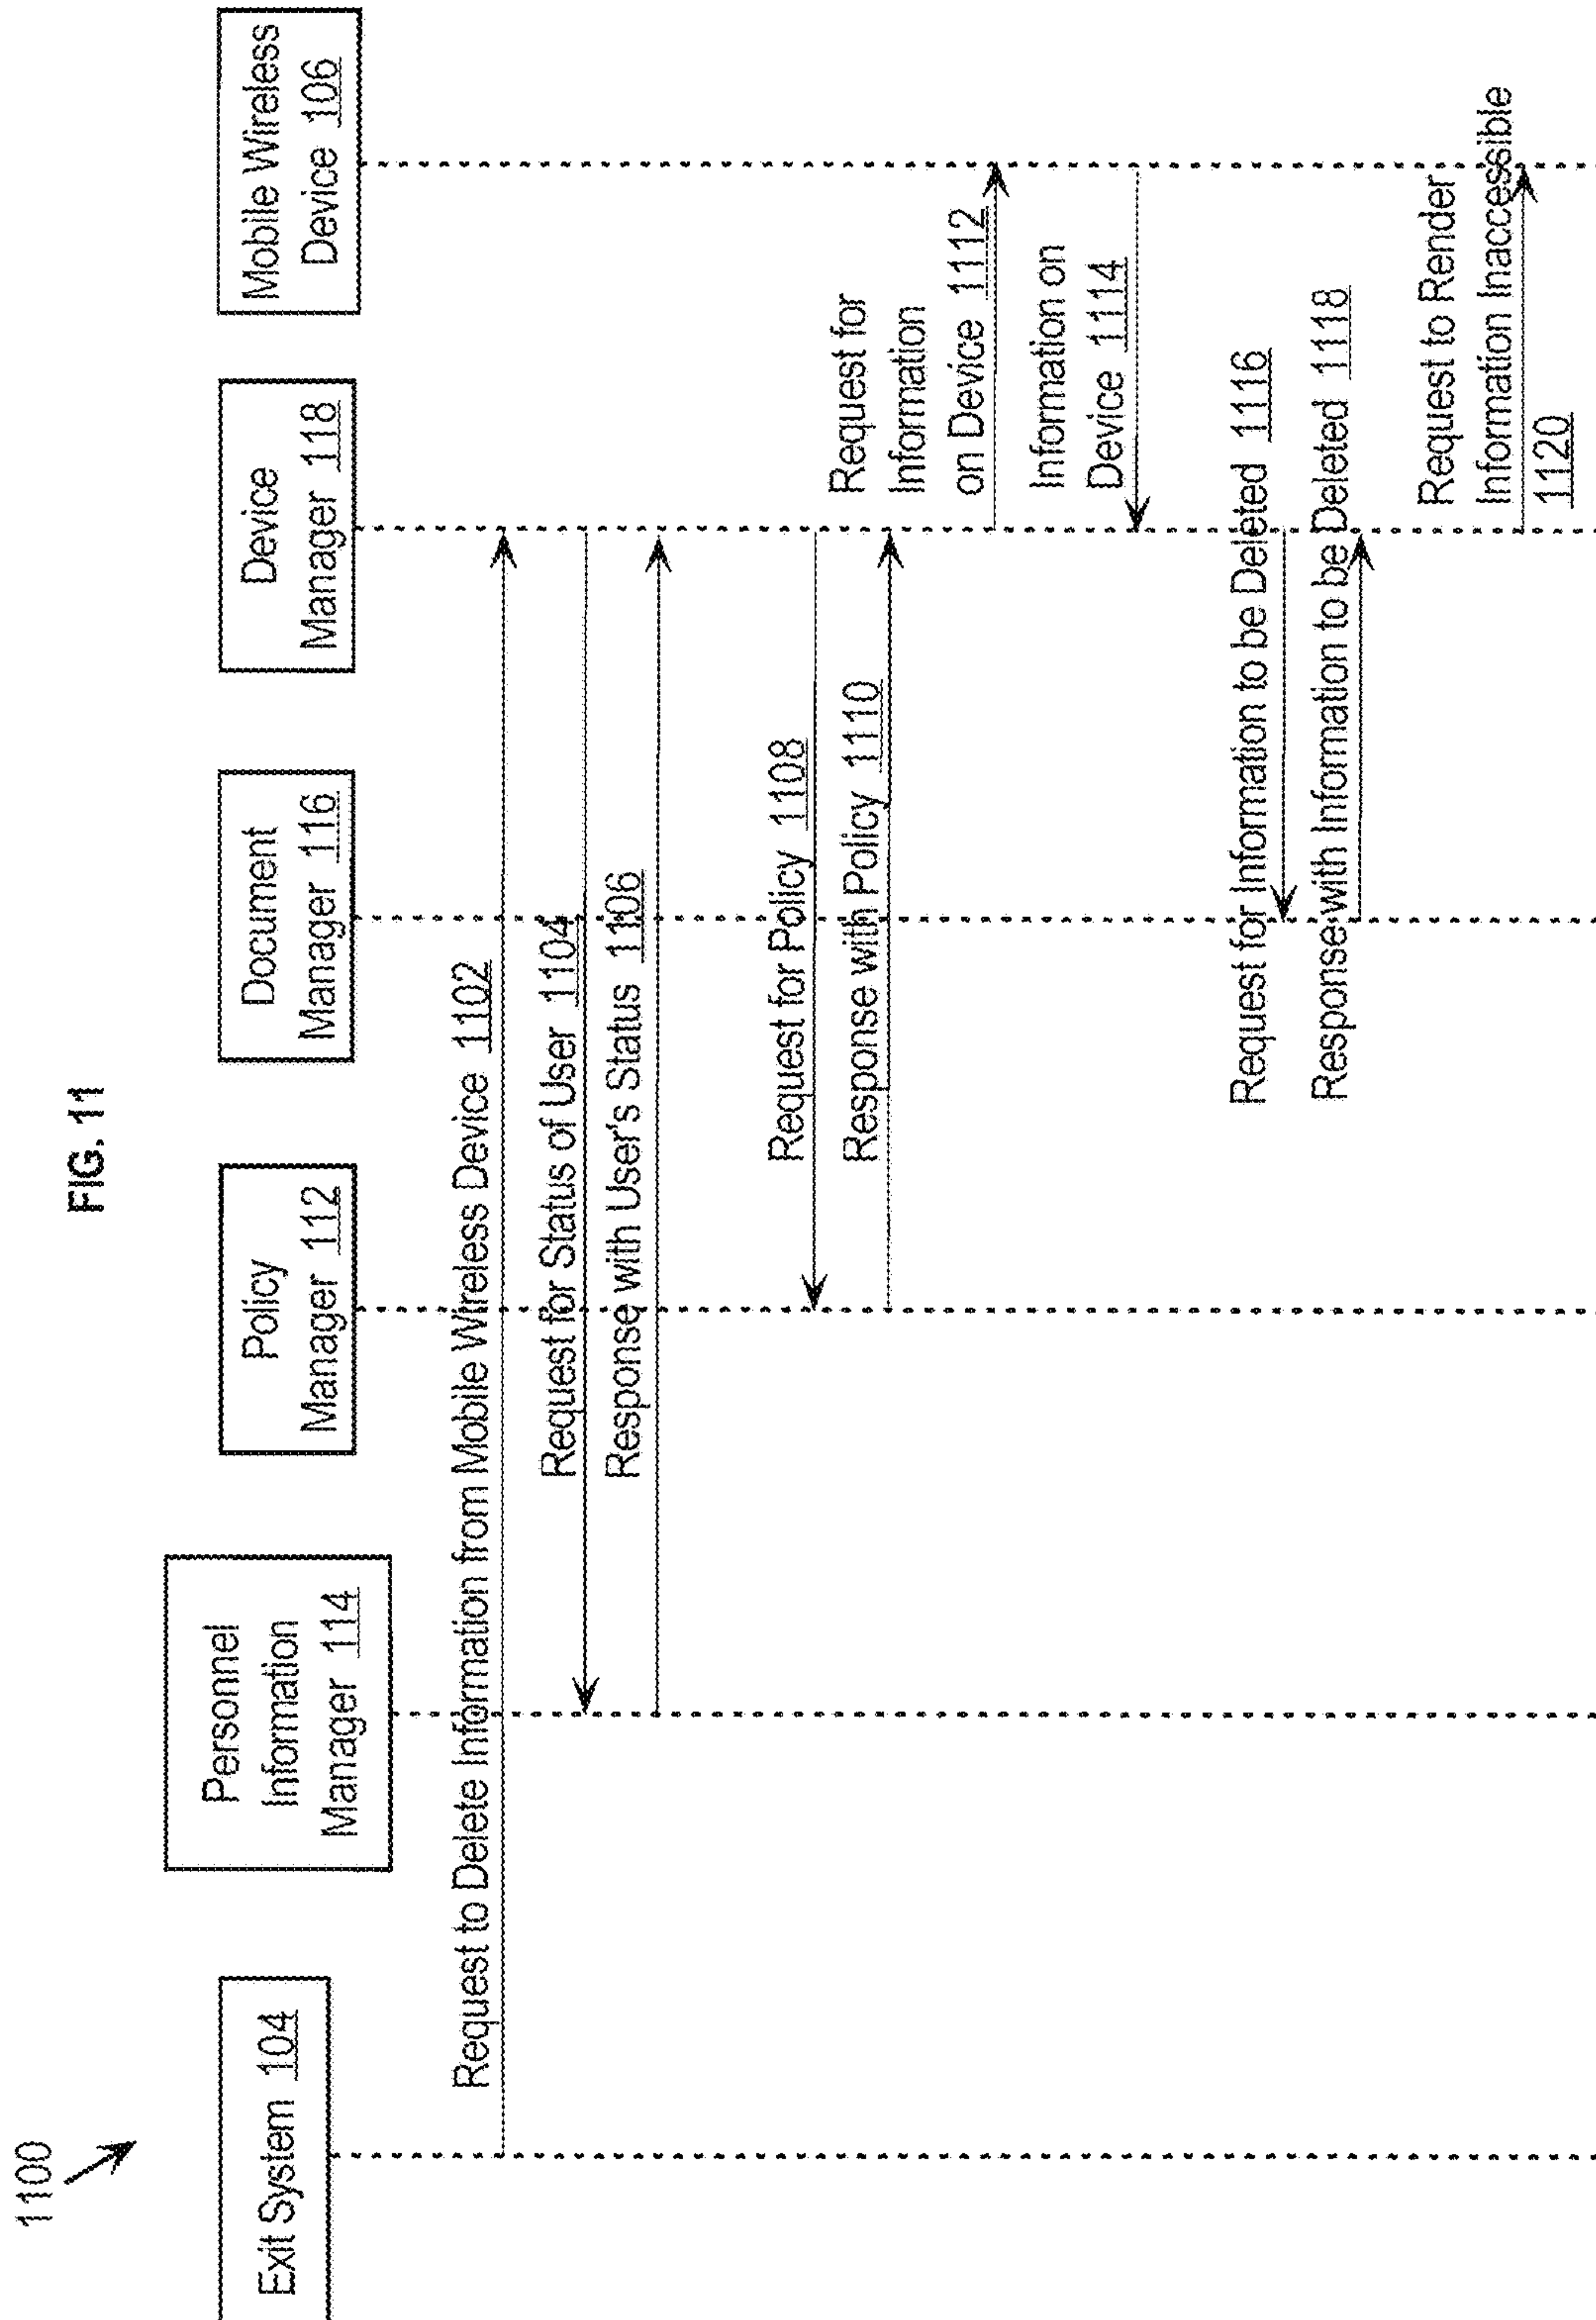 FIG. 11
1100
Exit System 104
Personnel
Information
Manager 114
Policy
Manager 112
Document
Manager 116
Device
Manager 118
Mobile Wireless
Device 106
Request to Delete Information from Mobile Wireless Device 1102
Request for Status of User 1104
Response with User's Status 1106
Request for Policy 1108
Response with Policy 1110
Request for
Information
on Device 1112
Information on
Device 1114
Request for Information to be Deleted 1116
Response with Information to be Deleted 1118
Request to Render
Information Inaccessible
1120